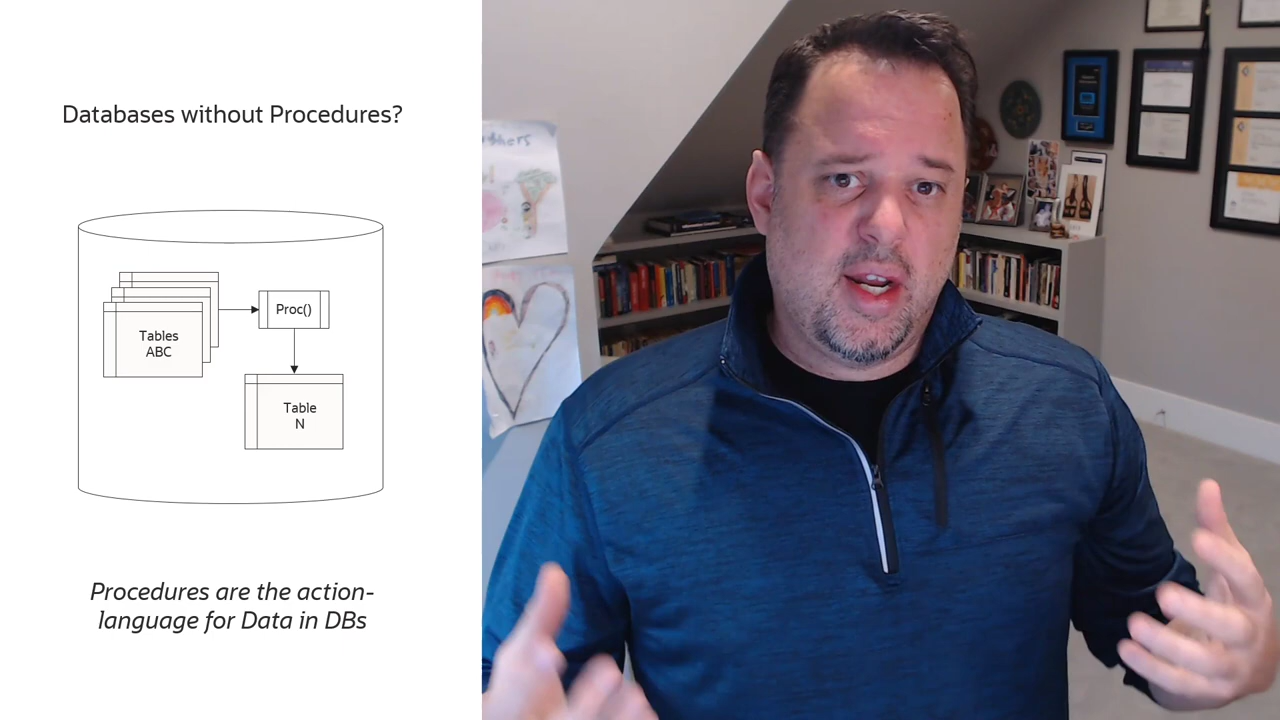 Databases without Procedures?
Tables
ABC
Proc()
Table
N
Procedures are the action-
language for Data in DBs